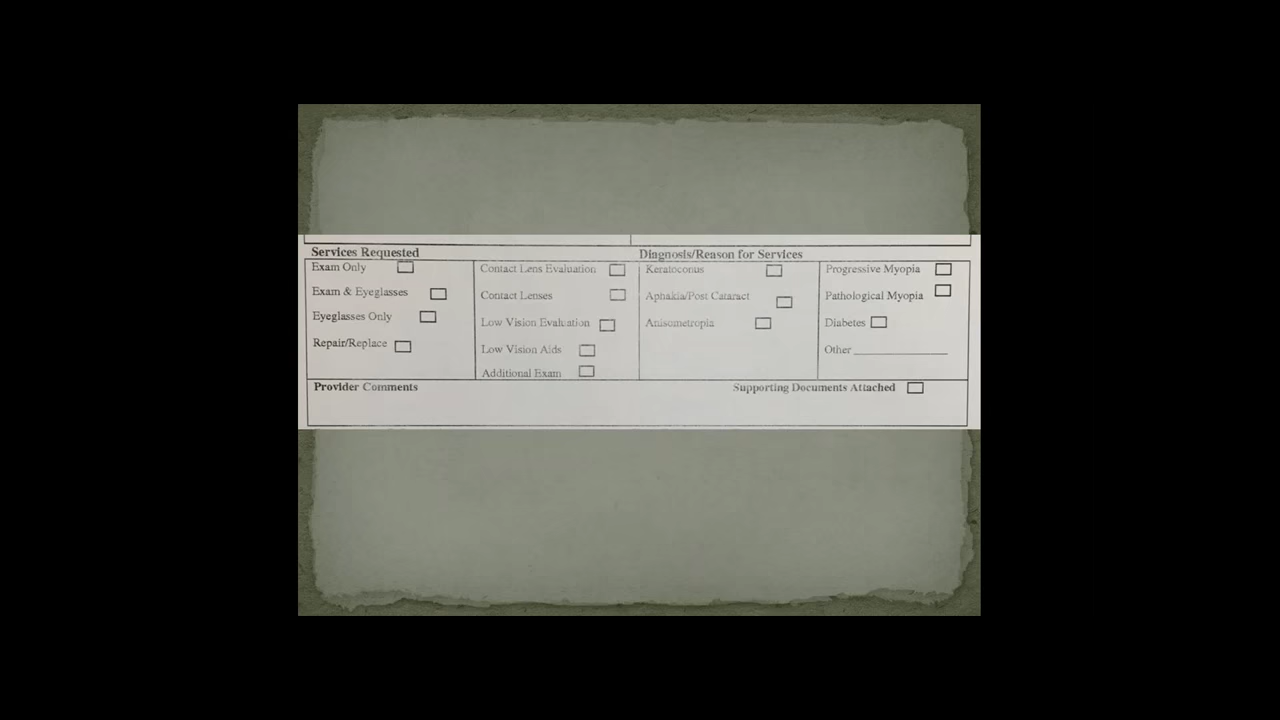 Services Requested
Diagnosis/Reason for Services
Exam Only
Exam & Eyeglasses
Eyeglasses Only
Repair/Replace
Contact Lens Evaluation
Contact Lenses
Low Vision Evaluation
Low Vision Aids
Additional Exam
Keratoconus
Aphakia/Post Cataract
Anisometropia
Progressive Myopia
Pathological Myopia
Diabetes
Other
Provider Comments
Supporting Documents Attached